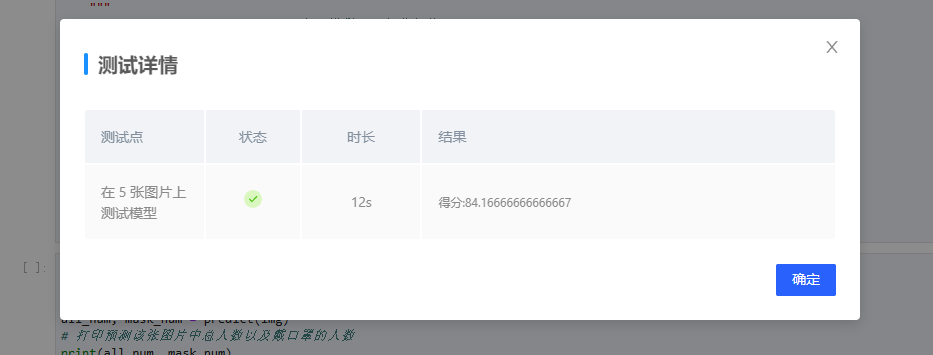 """
测试详情
测试点
状态
时长
结果
在 5 张图片上
测试模型
12s
得分:84.16666666666667
确定
[ ]:
all_num, mask_num = predict(img)
# 打印预测该张图片中总人数以及戴口罩的人数
print(all_num, mask_num)